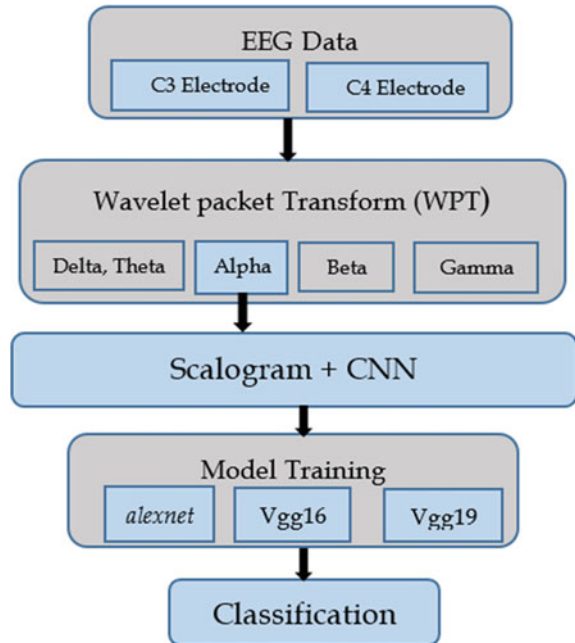 EEG Data
C3 Electrode C4 Electrode
Wavelet packet Transform (WPT)
Delta, Theta Alpha Beta Gamma
Scalogram + CNN
Model Training
alexnet Vgg16 Vgg19
Classification